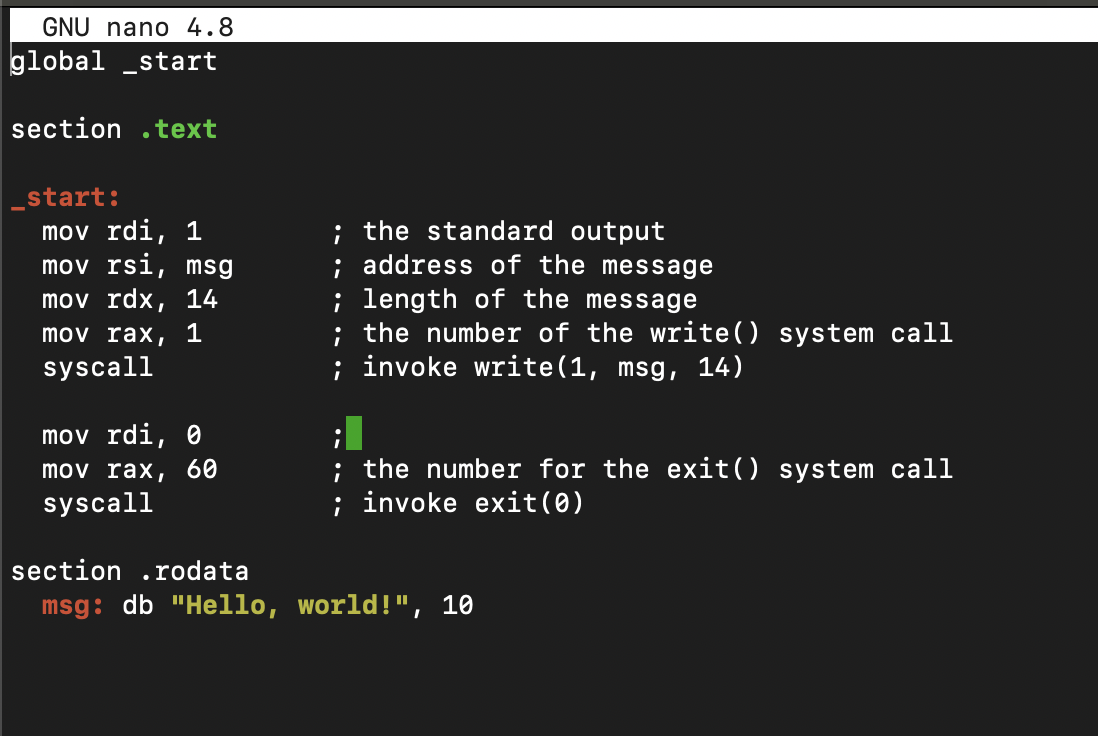 GNU nano 4.8
global _start
section .text
_start:
mov rdi, 1 ; the standard output
mov rsi, msg ; address of the message
mov rdx, 14 ; length of the message
mov rax, 1 ; the number of the write() system call
syscall ; invoke write(1, msg, 14)
mov rdi, 0 ;
mov rax, 60 ; the number for the exit() system call
syscall ; invoke exit(0)
section .rodata
msg: db "Hello, world!", 10